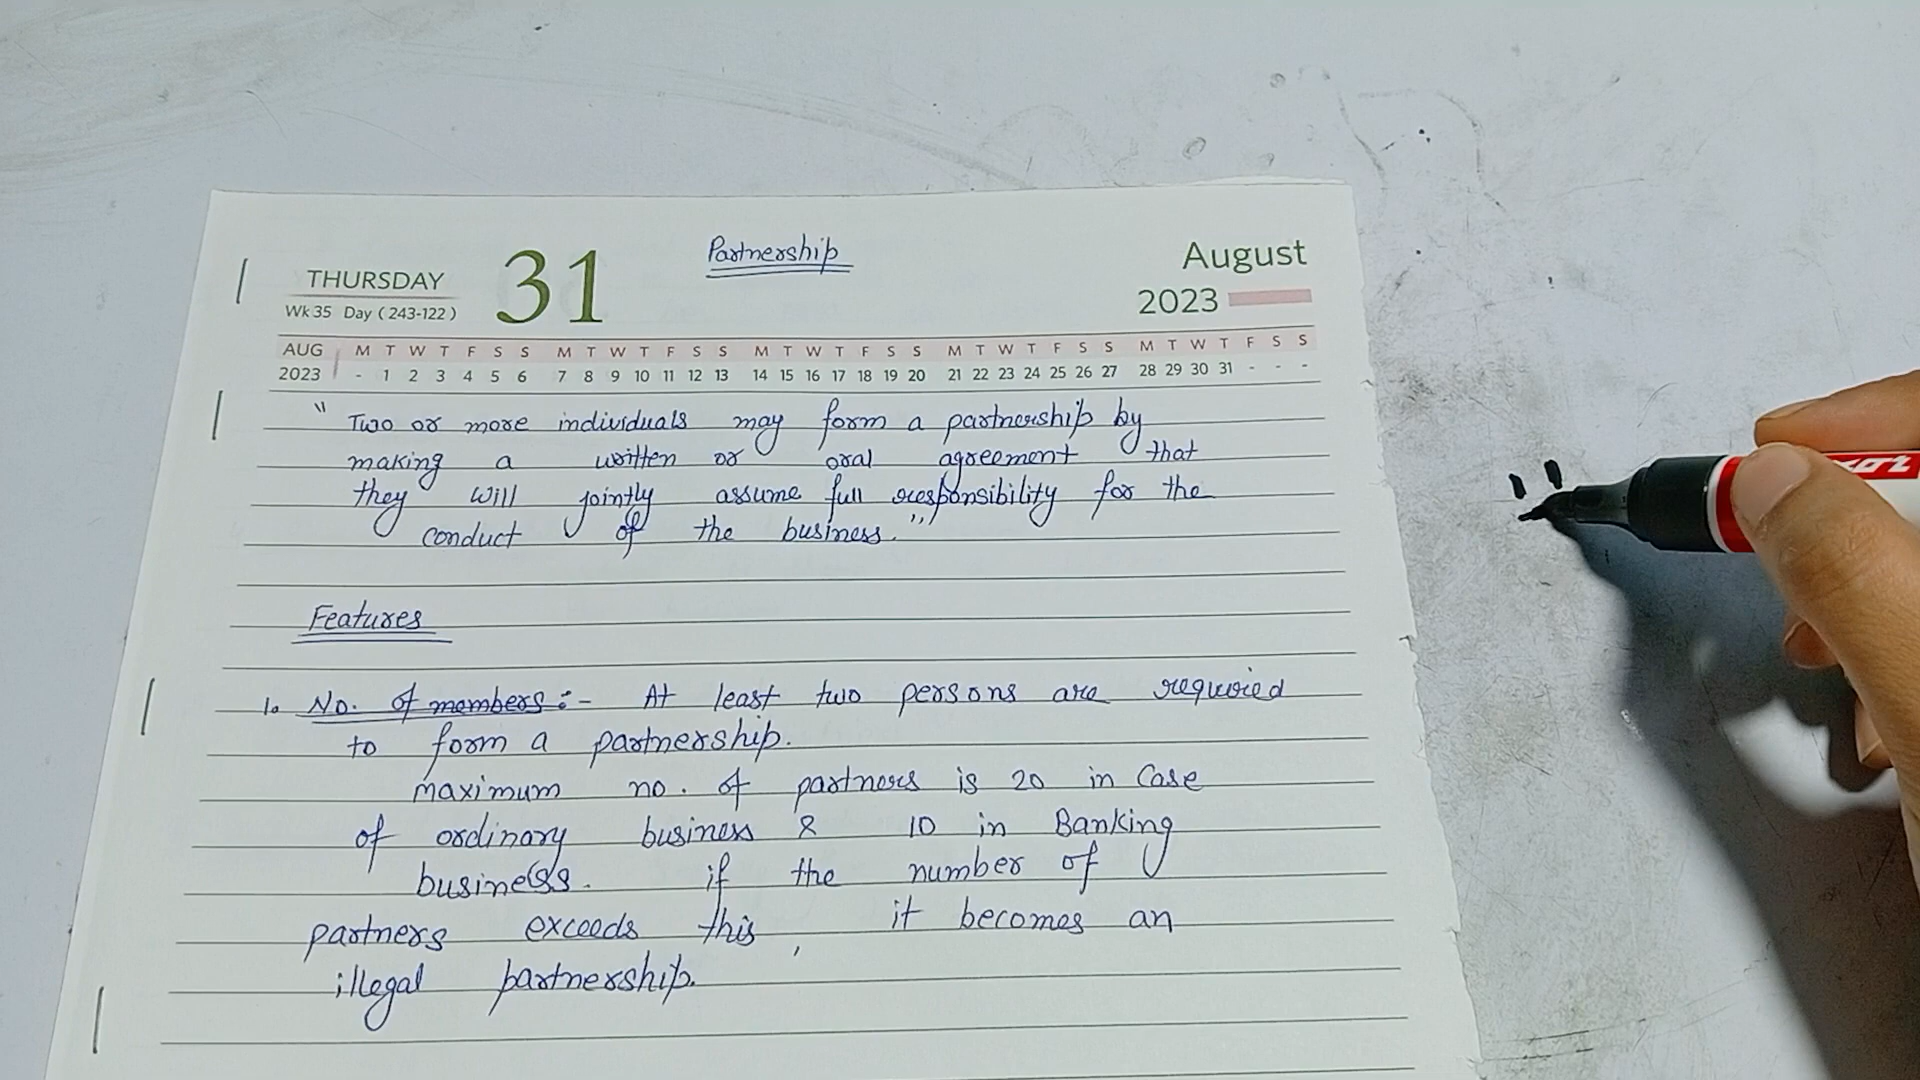 Partnership
THURSDAY
31
August
Wk 35 Day ( 243-122 )
2023
AUG M T W T F S S M T W T F S S M T W T F S S M T W T F S S M T W T F S S
2023 - 1 2 3 4 5 6 7 8 9 10 11 12 13 14 15 16 17 18 19 20 21 22 23 24 25 26 27 28 29 30 31 - - -
" Two or more individuals may form a partnership by
making a written or oral agreement that
they will jointly assume full responsibility for the
conduct of the business."
Features
1. No. of members:- At least two persons are required
to form a partnership.
maximum no. of partners is 20 in Case
of ordinary business & 10 in Banking
business. if the number of
partners exceeds this, it becomes an
illegal partnership.